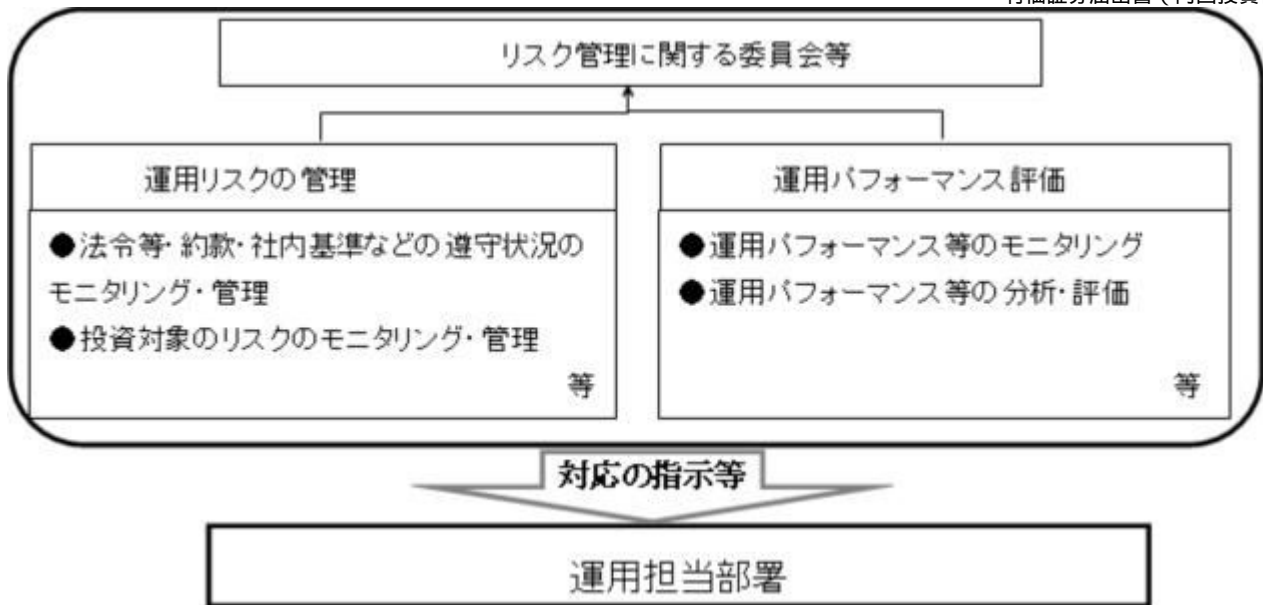 リスク管理に関する委員会等
運用リスクの管理
●法令等・約款・社内基準などの遵守状況の
モニタリング・管理
●投資対象のリスクのモニタリング・管理
等
運用パフォーマンス評価
●運用パフォーマンス等のモニタリング
●運用パフォーマンス等の分析・評価
等
対応の指示等
運用担当部署